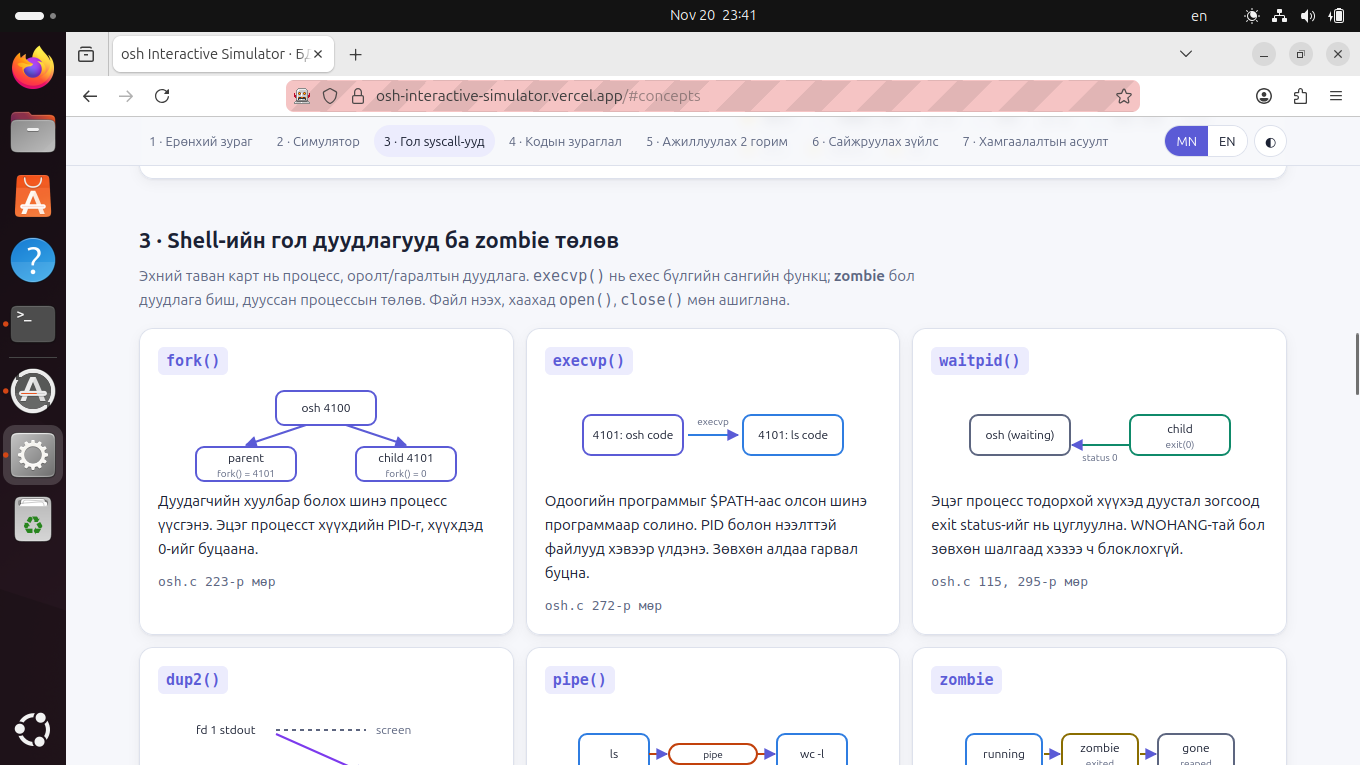 Nov 20 23:41
en
osh Interactive Simulator · БД
osh-interactive-simulator.vercel.app/#concepts
1 · Ерөнхий зураг
2 · Симулятор
3 · Гол syscall-ууд
4 · Кодын зураглал
5 · Ажиллуулах 2 горим
6 · Сайжруулах зүйлс
7 · Хамгаалалтын асуулт
MN
EN
3 · Shell-ийн гол дуудлагууд ба zombie төлөв
Эхний таван карт нь процесс, оролт/гаралтын дуудлага. execvp() нь exec бүлгийн сангийн функц; zombie бол
дуудлага биш, дууссан процессын төлөв. Файл нээх, хаахад open(), close() мөн ашиглана.
fork()
osh 4100
parent
fork() = 4101
child 4101
fork() = 0
Дуудагчийн хуулбар болох шинэ процесс
үүсгэнэ. Эцэг процесст хүүхдийн PID-г, хүүхдэд
0-ийг буцаана.
osh.c 223-р мөр
execvp()
4101: osh code
execvp
4101: ls code
Одоогийн программыг $PATH-аас олсон шинэ
программаар солино. PID болон нээлттэй
файлууд хэвээр үлдэнэ. Зөвхөн алдаа гарвал
буцна.
osh.c 272-р мөр
waitpid()
osh (waiting)
child
exit(0)
status 0
Эцэг процесс тодорхой хүүхэд дуустал зогсоод
exit status-ийг нь цуглуулна. WNOHANG-тай бол
зөвхөн шалгаад хэзээ ч блоклохгүй.
osh.c 115, 295-р мөр
dup2()
fd 1 stdout
screen
pipe()
ls
pipe
wc -l
zombie
running
zombie
exited
gone
reaped